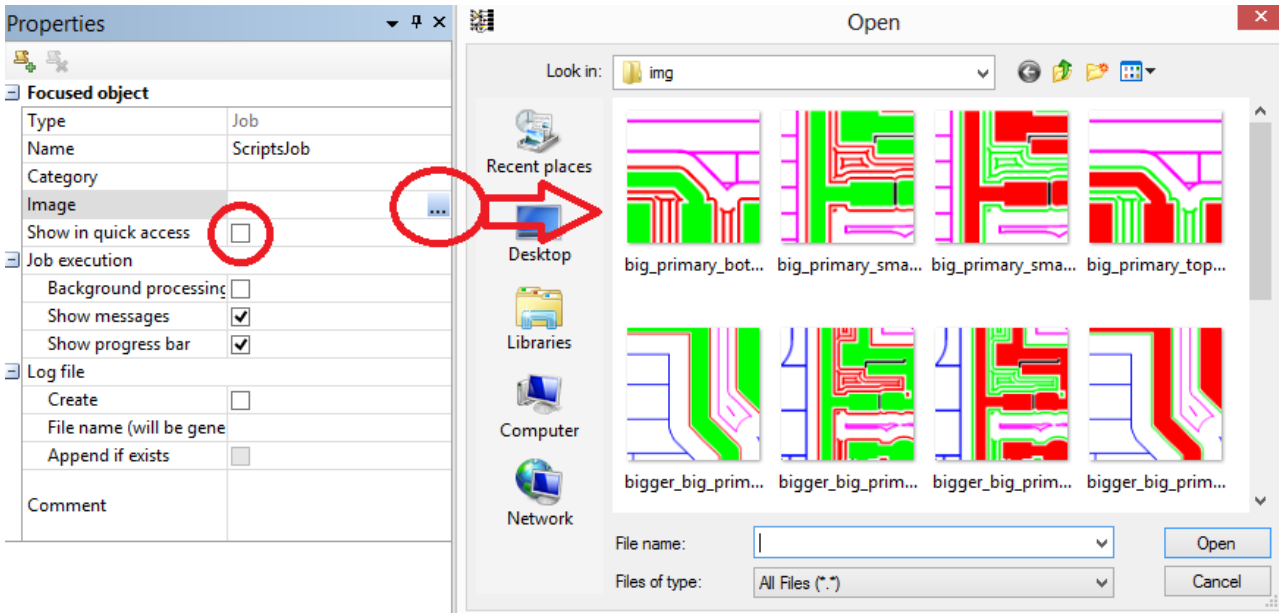 Properties
Focused object
Type Job
Name ScriptsJob
Category
Image ...
Show in quick access
Job execution
Background processing
Show messages
Show progress bar
Log file
Create
File name (will be gene
Append if exists
Comment
Open
Look in: img
Recent places
Desktop
Libraries
Computer
Network
big_primary_bot... big_primary_sma... big_primary_sma... big_primary_top...
bigger_big_prim... bigger_big_prim... bigger_big_prim... bigger_big_prim...
File name: Open
Files of type: All Files (*.*) Cancel